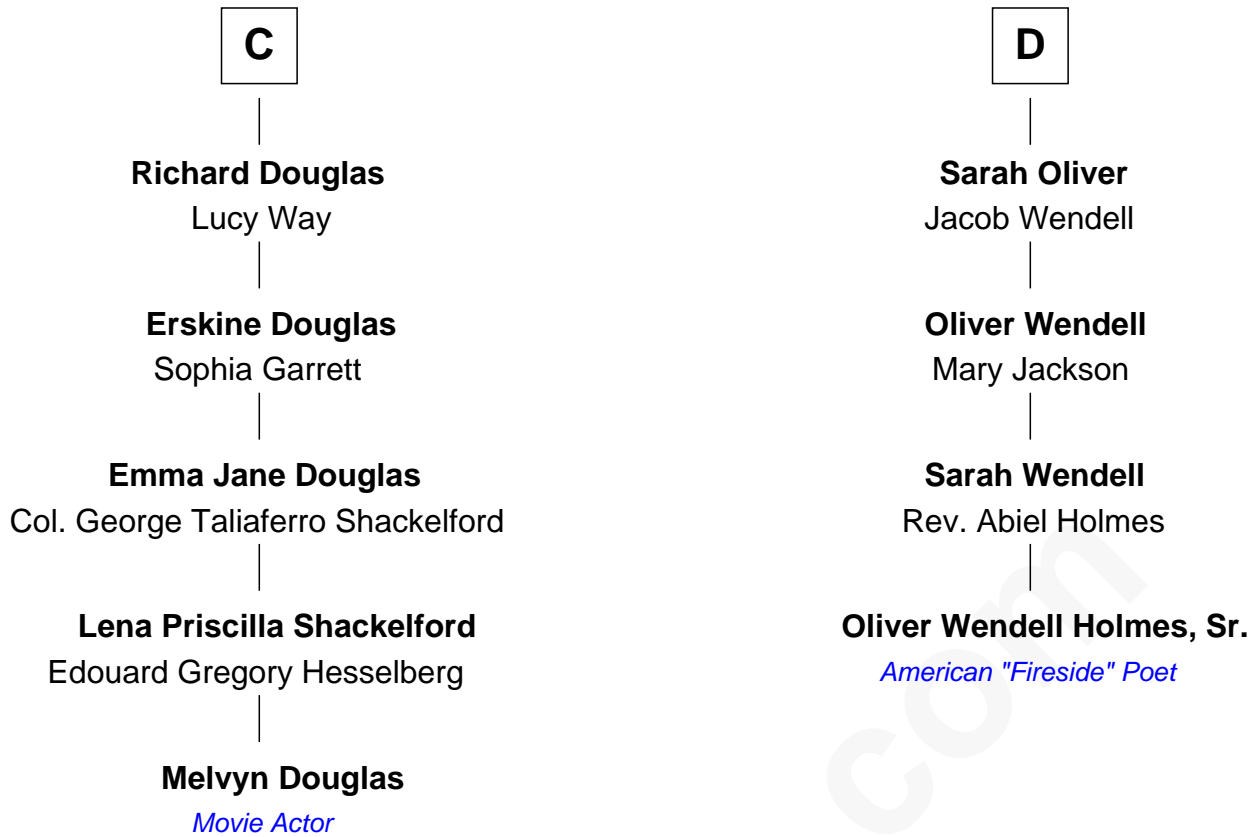 C
Richard Douglas
Lucy Way
Erskine Douglas
Sophia Garrett
Emma Jane Douglas
Col. George Taliaferro Shackelford
Lena Priscilla Shackelford
Edouard Gregory Hesselberg
Melvyn Douglas
Movie Actor
D
Sarah Oliver
Jacob Wendell
Oliver Wendell
Mary Jackson
Sarah Wendell
Rev. Abiel Holmes
Oliver Wendell Holmes, Sr.
American "Fireside" Poet
com